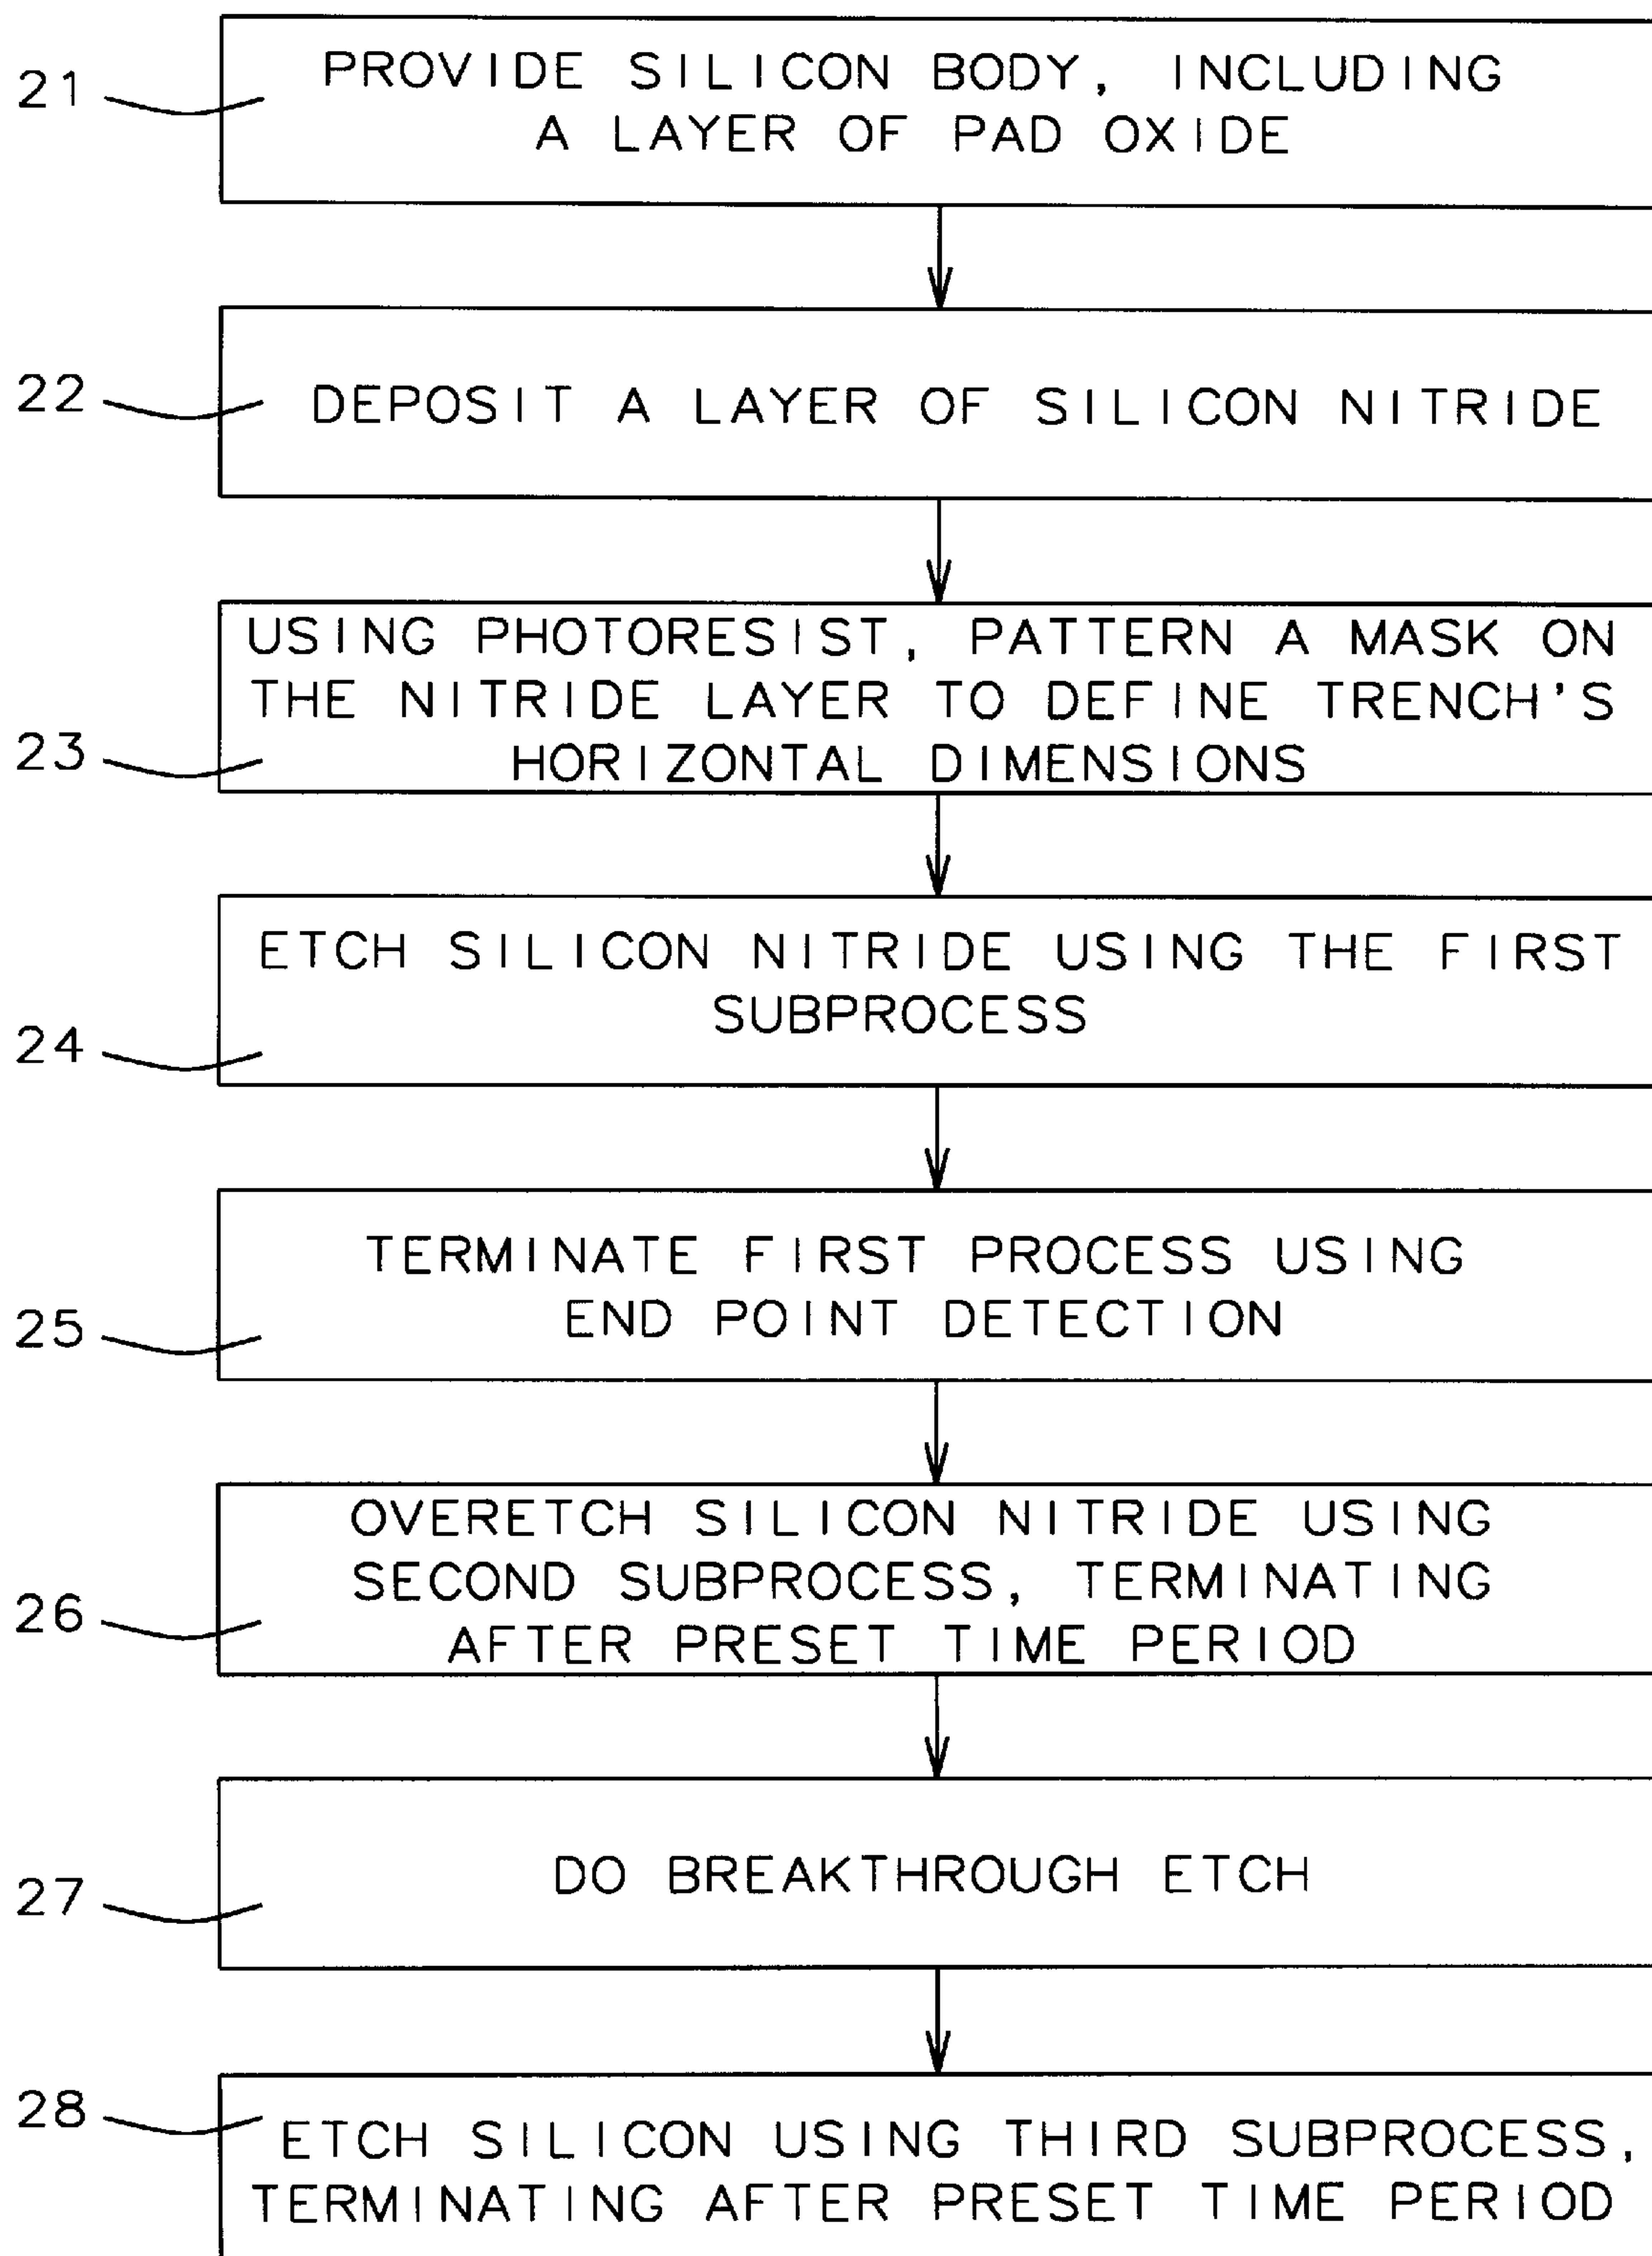 21
PROVIDE SILICON BODY, INCLUDING
A LAYER OF PAD OXIDE
22
DEPOSIT A LAYER OF SILICON NITRIDE
USING PHOTORESIST, PATTERN A MASK ON
THE NITRIDE LAYER TO DEFINE TRENCH'S
23
HORIZONTAL DIMENSIONS
ETCH SILICON NITRIDE USING THE FIRST
SUBPROCESS
24
TERMINATE FIRST PROCESS USING
END POINT DETECTION
25
OVERETCH SILICON NITRIDE USING
SECOND SUBPROCESS, TERMINATING
26
AFTER PRESET TIME PERIOD
DO BREAKTHROUGH ETCH
27
28
ETCH SILICON USING THIRD SUBPROCESS,
TERMINATING AFTER PRESET TIME PERIOD